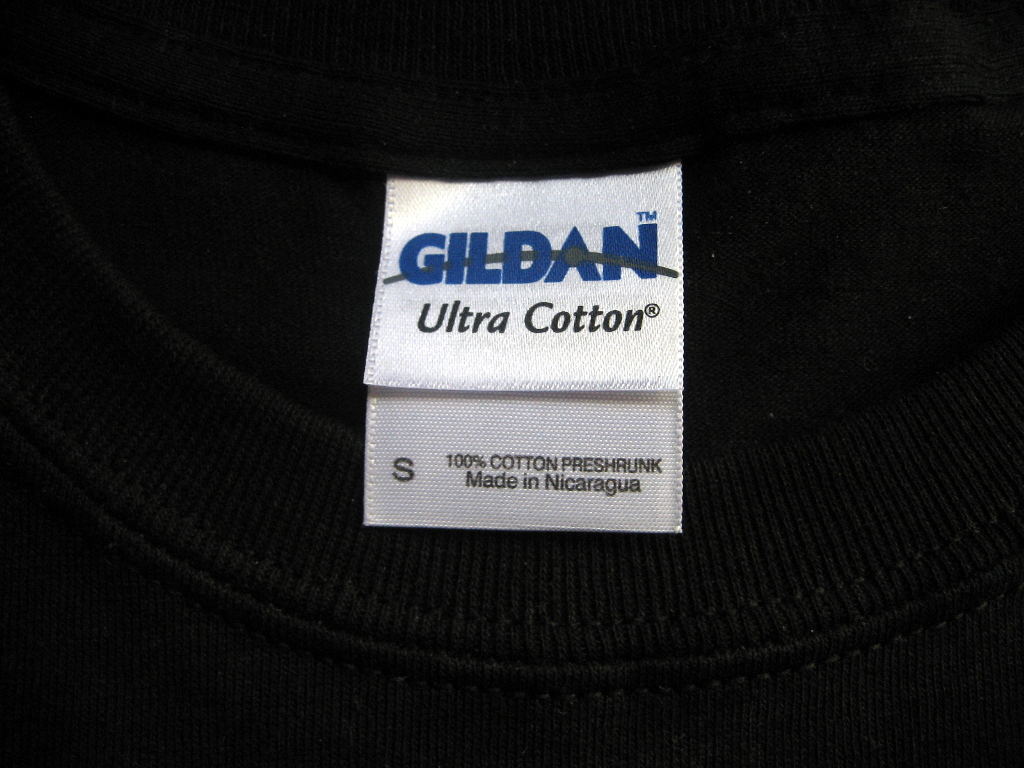 GILDAN™
Ultra Cotton®
S 100% COTTON PRESHRUNK
Made in Nicaragua